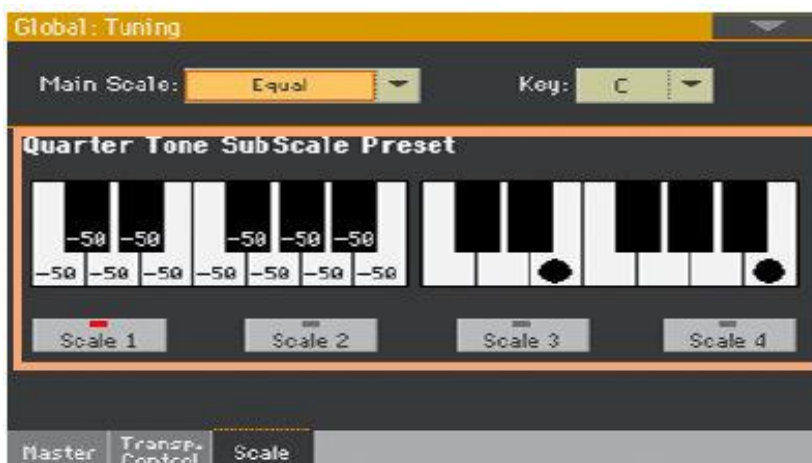 Global: Tuning
Main Scale: Equal Key: C
Quarter Tone SubScale Preset
-50 -50 -50 -50 -50
-50 -50 -50 -50 -50 -50 -50
Scale 1 Scale 2 Scale 3 Scale 4
Master Transp. Control Scale